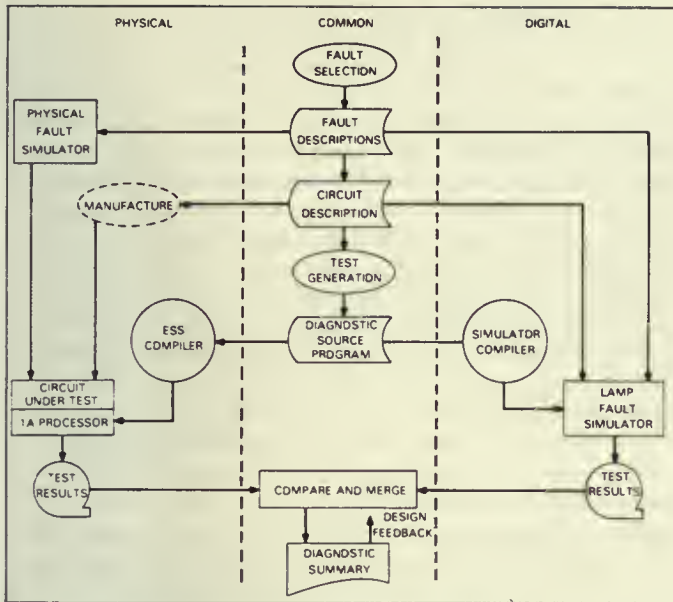 PHYSICAL
COMMON
DIGITAL
FAULT
SELECTION
PHYSICAL
FAULT
SIMULATOR
FAULT
DESCRIPTIONS
MANUFACTURE
CIRCUIT
DESCRIPTION
TEST
GENERATION
ESS
COMPILER
DIAGNOSTIC
SOURCE
PROGRAM
SIMULATOR
COMPILER
CIRCUIT
UNDER TEST
1A PROCESSOR
LAMP
FAULT
SIMULATOR
TEST
RESULTS
COMPARE AND MERGE
TEST
RESULTS
DESIGN
FEEDBACK
DIAGNOSTIC
SUMMARY